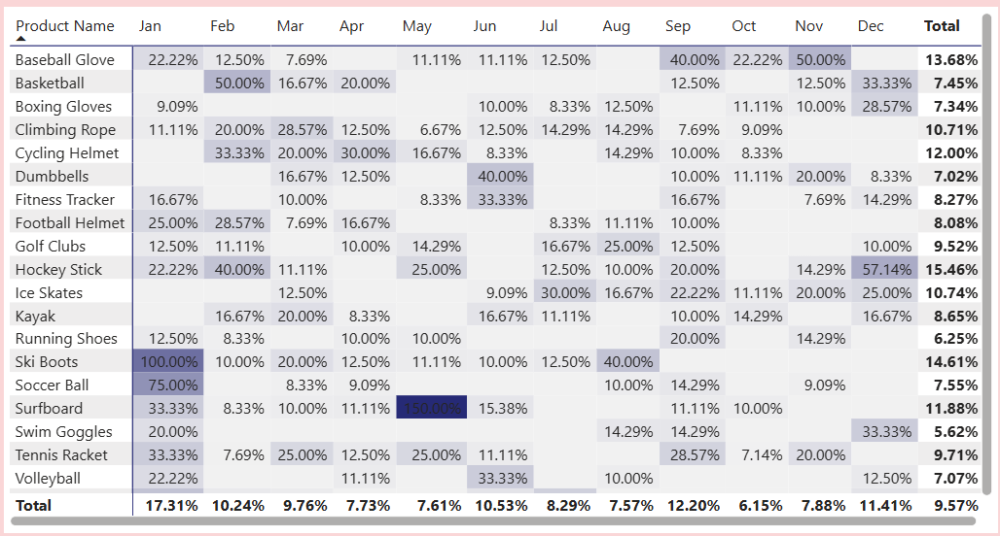 Product Name Jan Feb Mar Apr May Jun Jul Aug Sep Oct Nov Dec Total
Baseball Glove 22.22% 12.50% 7.69% 11.11% 11.11% 12.50% 40.00% 22.22% 50.00% 13.68%
Basketball 50.00% 16.67% 20.00% 12.50% 12.50% 33.33% 7.45%
Boxing Gloves 9.09% 10.00% 8.33% 12.50% 11.11% 10.00% 28.57% 7.34%
Climbing Rope 11.11% 20.00% 28.57% 12.50% 6.67% 12.50% 14.29% 14.29% 7.69% 9.09% 10.71%
Cycling Helmet 33.33% 20.00% 30.00% 16.67% 8.33% 14.29% 10.00% 8.33% 12.00%
Dumbbells 16.67% 12.50% 40.00% 10.00% 11.11% 20.00% 8.33% 7.02%
Fitness Tracker 16.67% 10.00% 8.33% 33.33% 16.67% 7.69% 14.29% 8.27%
Football Helmet 25.00% 28.57% 7.69% 16.67% 8.33% 11.11% 10.00% 8.08%
Golf Clubs 12.50% 11.11% 10.00% 14.29% 16.67% 25.00% 12.50% 10.00% 9.52%
Hockey Stick 22.22% 40.00% 11.11% 25.00% 12.50% 10.00% 20.00% 14.29% 57.14% 15.46%
Ice Skates 12.50% 9.09% 30.00% 16.67% 22.22% 11.11% 20.00% 25.00% 10.74%
Kayak 16.67% 20.00% 8.33% 16.67% 11.11% 10.00% 14.29% 16.67% 8.65%
Running Shoes 12.50% 8.33% 10.00% 10.00% 20.00% 14.29% 6.25%
Ski Boots 100.00% 10.00% 20.00% 12.50% 11.11% 10.00% 12.50% 40.00% 14.61%
Soccer Ball 75.00% 8.33% 9.09% 10.00% 14.29% 9.09% 7.55%
Surfboard 33.33% 8.33% 10.00% 11.11% 150.00% 15.38% 11.11% 10.00% 11.88%
Swim Goggles 20.00% 14.29% 14.29% 33.33% 5.62%
Tennis Racket 33.33% 7.69% 25.00% 12.50% 25.00% 11.11% 28.57% 7.14% 20.00% 9.71%
Volleyball 22.22% 11.11% 33.33% 10.00% 12.50% 7.07%
Total 17.31% 10.24% 9.76% 7.73% 7.61% 10.53% 8.29% 7.57% 12.20% 6.15% 7.88% 11.41% 9.57%